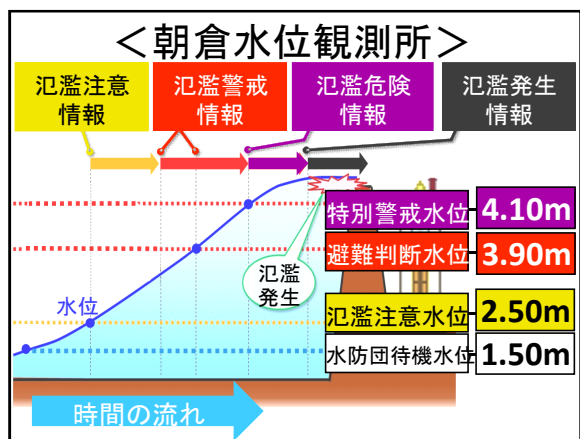 ＜朝倉水位観測所＞
氾濫注意
情報
氾濫警戒
情報
氾濫危険
情報
氾濫発生
情報
特別警戒水位
4.10m
避難判断水位
3.90m
氾濫
発生
水位
氾濫注意水位
2.50m
水防団待機水位
1.50m
時間の流れ